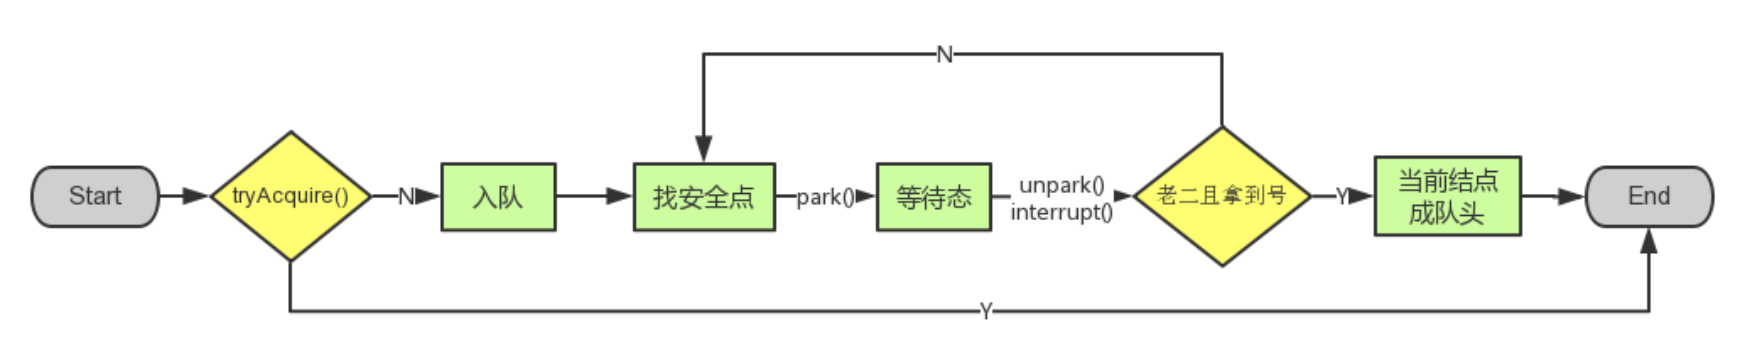 N
Start
tryAcquire()
N
入队
找安全点
park()
等待态
unpark()
interrupt()
老二且拿到号
Y
当前结点
成队头
End
Y